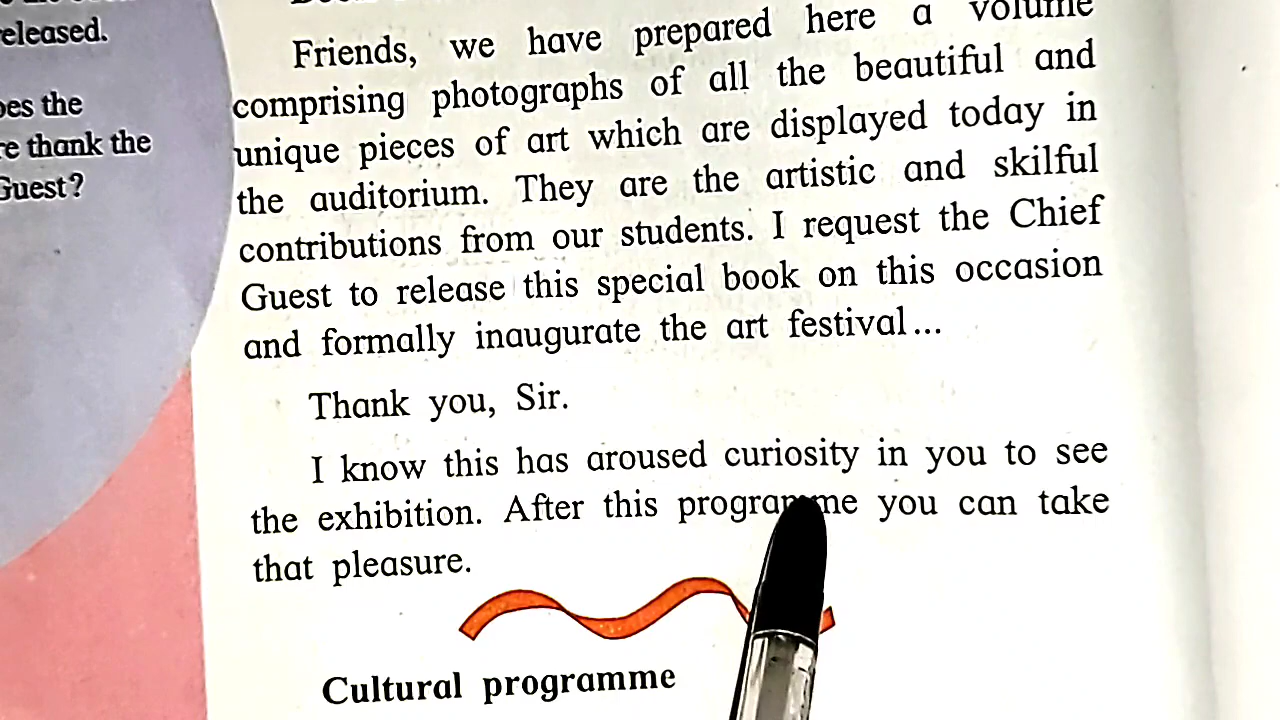 eleased.
the
thank the
Guest?
Friends, we have prepared here a volume
comprising photographs of all the beautiful and
unique pieces of art which are displayed today in
the auditorium. They are the artistic and skilful
contributions from our students. I request the Chief
Guest to release this special book on this occasion
and formally inaugurate the art festival...
Thank you, Sir.
I know this has aroused curiosity in you to see
the exhibition. After this programme you can take
that pleasure.
Cultural programme